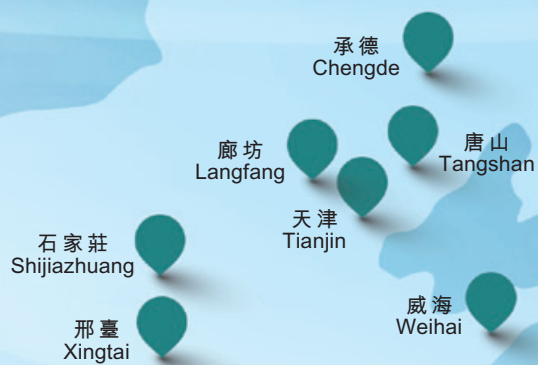 承德
Chengde
廊坊
Langfang
唐山
Tangshan
天津
Tianjin
石家莊
Shijiazhuang
威海
Weihai
邢臺
Xingtai